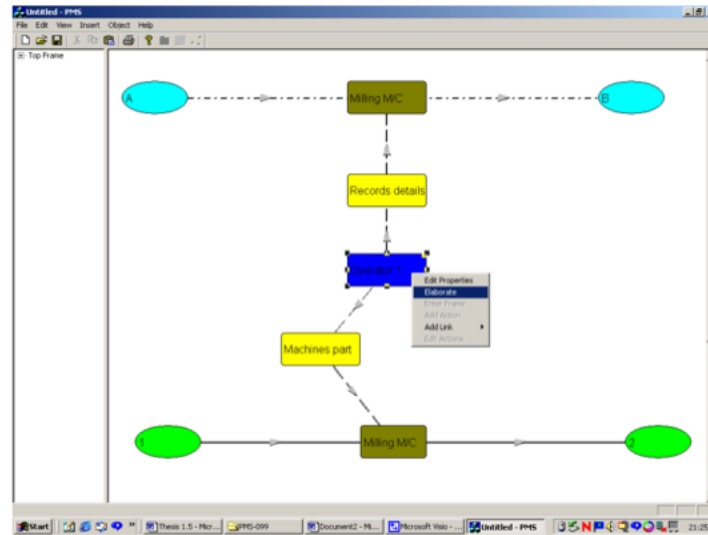 Untitled - PMS
File Edit View Insert Object Help
Top Frame
A
Milling M/C
B
Records details
Operator 1
Edit Properties
Elaborate
Enter Frame
Add Action
Add Link
Edit Actions
Machines part
1
Milling M/C
2
Start
Thesis 1.5 - Micr...
PMS-099
Document2 - Mi...
Microsoft Visio - ...
Untitled - PMS
21:25